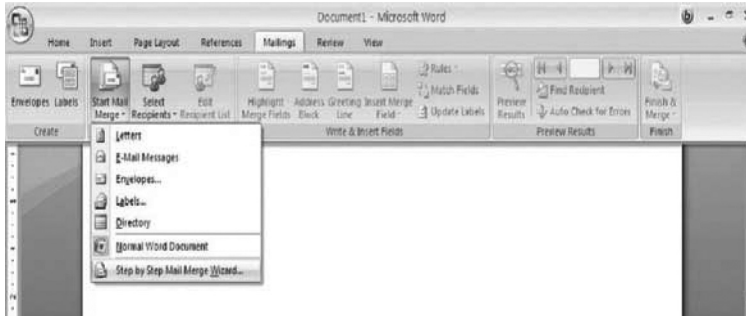 Document1 - Microsoft Word
Home Insert Page Layout References Mailings Review View
Envelopes Labels
Create
Start Mail Merge
Select Recipients
Edit Recipient List
Highlight Merge Fields
Address Block
Greeting Line
Insert Merge Field
Rules
Match Fields
Update Labels
Write & Insert Fields
Preview Results
Find Recipient
Auto Check for Errors
Preview Results
Finish & Merge
Finish
Letters
E-Mail Messages
Envelopes...
Labels...
Directory
Normal Word Document
Step by Step Mail Merge Wizard...